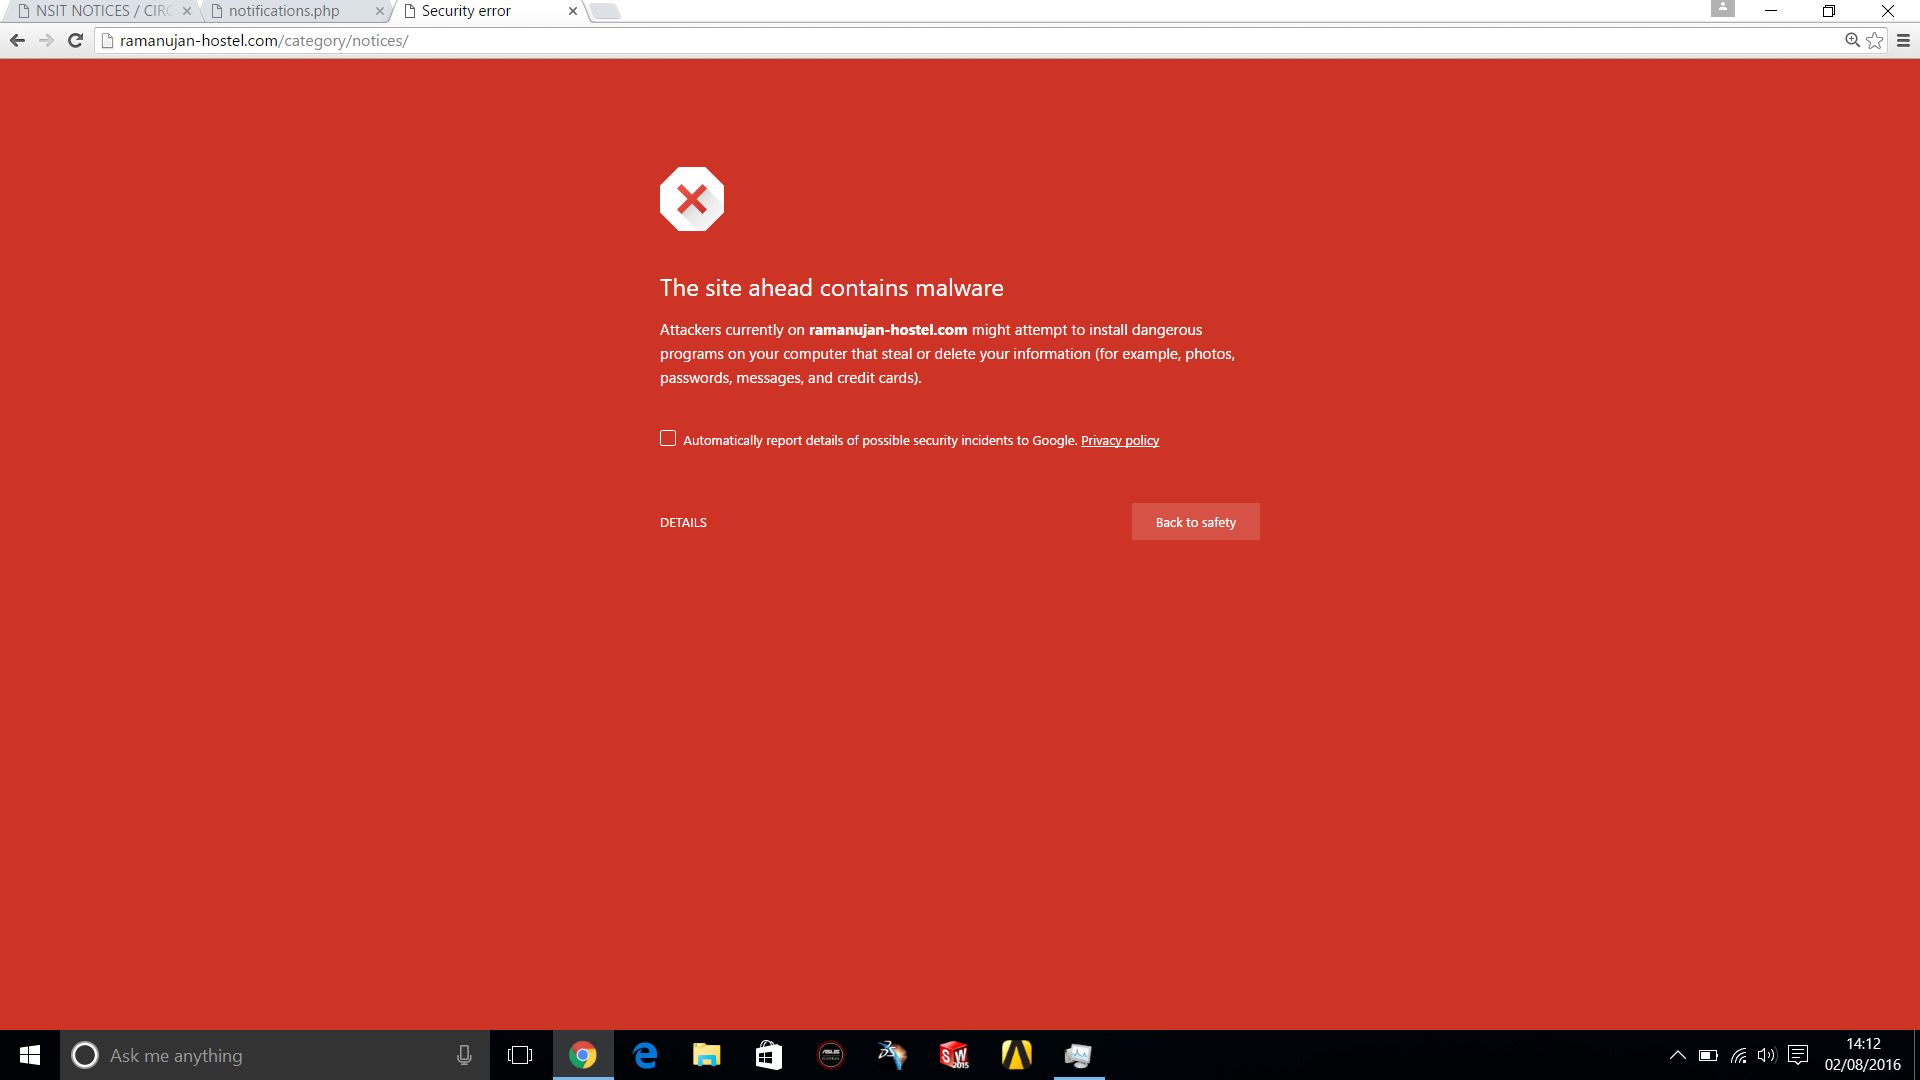 NSIT NOTICES / CIRC
notifications.php
Security error
ramanujan-hostel.com/category/notices/
The site ahead contains malware
Attackers currently on ramanujan-hostel.com might attempt to install dangerous
programs on your computer that steal or delete your information (for example, photos,
passwords, messages, and credit cards).
Automatically report details of possible security incidents to Google. Privacy policy
DETAILS
Back to safety
Ask me anything
ASUS
SW
2015
14:12
02/08/2016